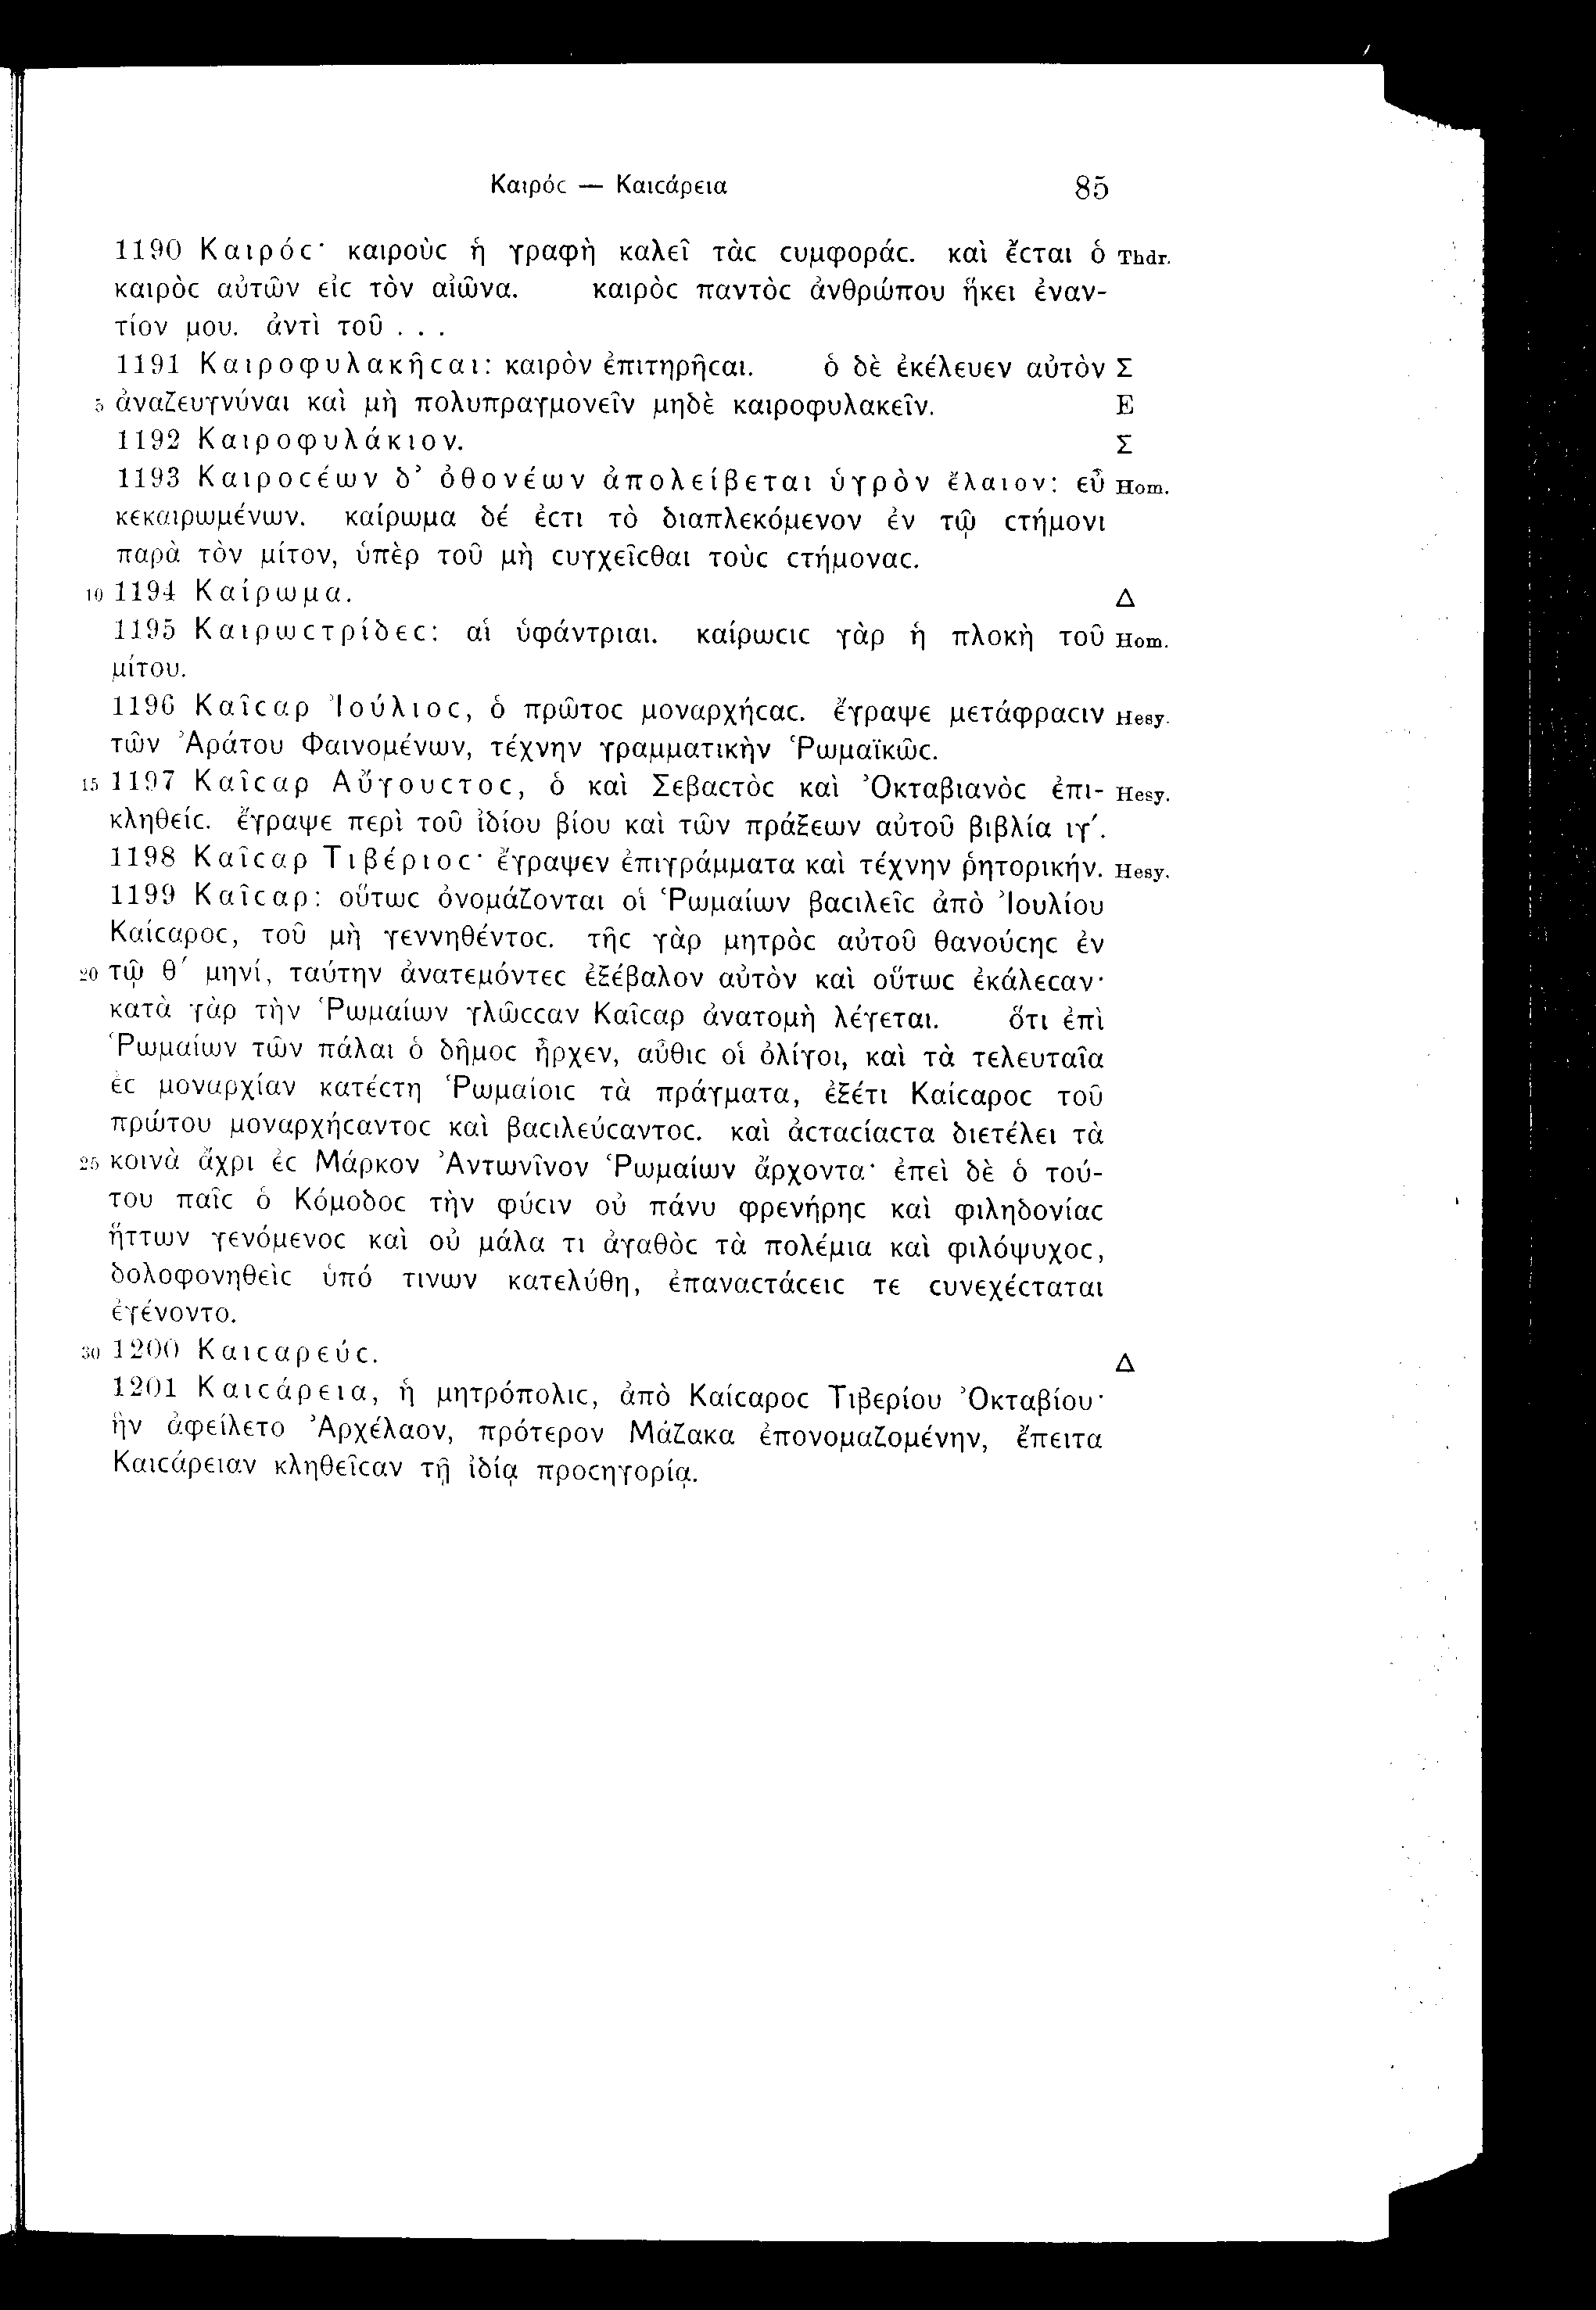 Καιρόϲ — Καιϲάρεια 85
1190 Καιρόϲ· καιροὺϲ ἡ γραφὴ καλεῖ τὰϲ ϲυμφοράϲ. καὶ ἔϲται ὁ Thdr.
καιρὸϲ αὐτῶν εἰϲ τὸν αἰῶνα. καιρὸϲ παντὸϲ ἀνθρώπου ἥκει ἐναν-
τίον μου. ἀντὶ τοῦ . . .
1191 Καιροφυλακῆϲαι: καιρὸν ἐπιτηρῆϲαι. ὁ δὲ ἐκέλευεν αὐτὸν Σ
5 ἀναζευγνύναι καὶ μὴ πολυπραγμονεῖν μηδὲ καιροφυλακεῖν. E
1192 Καιροφυλάκιον. Σ
1193 Καιροϲέων δ’ ὀθονέων ἀπολείβεται ὑγρὸν ἔλαιον: εὖ Hom.
κεκαιρωμένων. καίρωμα δέ ἐϲτι τὸ διαπλεκόμενον ἐν τῷ ϲτήμονι
παρὰ τὸν μίτον, ὑπὲρ τοῦ μὴ ϲυγχεῖϲθαι τοὺϲ ϲτήμοναϲ.
10 1194 Καίρωμα. Δ
1195 Καιρωϲτρίδεϲ: αἱ ὑφάντριαι. καίρωϲιϲ γὰρ ἡ πλοκὴ τοῦ Hom.
μίτου.
1196 Καῖϲαρ Ἰούλιοϲ, ὁ πρῶτοϲ μοναρχήϲαϲ. ἔγραψε μετάφραϲιν Hesy.
τῶν Ἀράτου Φαινομένων, τέχνην γραμματικὴν Ῥωμαϊκῶϲ.
15 1197 Καῖϲαρ Αὔγουϲτοϲ, ὁ καὶ Σεβαϲτὸϲ καὶ Ὀκταβιανὸϲ ἐπι- Hesy.
κληθείϲ. ἔγραψε περὶ τοῦ ἰδίου βίου καὶ τῶν πράξεων αὐτοῦ βιβλία ιγʹ.
1198 Καῖϲαρ Τιβέριοϲ· ἔγραψεν ἐπιγράμματα καὶ τέχνην ῥητορικήν. Hesy.
1199 Καῖϲαρ: οὕτωϲ ὀνομάζονται οἱ Ῥωμαίων βαϲιλεῖϲ ἀπὸ Ἰουλίου
Καίϲαροϲ, τοῦ μὴ γεννηθέντοϲ. τῆϲ γὰρ μητρὸϲ αὐτοῦ θανούϲηϲ ἐν
20 τῷ θʹ μηνί, ταύτην ἀνατεμόντεϲ ἐξέβαλον αὐτὸν καὶ οὕτωϲ ἐκάλεϲαν·
κατὰ γὰρ τὴν Ῥωμαίων γλῶϲϲαν Καῖϲαρ ἀνατομὴ λέγεται. ὅτι ἐπὶ
Ῥωμαίων τῶν πάλαι ὁ δῆμοϲ ἦρχεν, αὖθιϲ οἱ ὀλίγοι, καὶ τὰ τελευταῖα
ἐϲ μοναρχίαν κατέϲτη Ῥωμαίοιϲ τὰ πράγματα, ἐξέτι Καίϲαροϲ τοῦ
πρώτου μοναρχήϲαντοϲ καὶ βαϲιλεύϲαντοϲ. καὶ ἀϲταϲίαϲτα διετέλει τὰ
25 κοινὰ ἄχρι ἐϲ Μάρκον Ἀντωνῖνον Ῥωμαίων ἄρχοντα· ἐπεὶ δὲ ὁ τού-
του παῖϲ ὁ Κόμοδοϲ τὴν φύϲιν οὐ πάνυ φρενήρηϲ καὶ φιληδονίαϲ
ἥττων γενόμενοϲ καὶ οὐ μάλα τι ἀγαθὸϲ τὰ πολέμια καὶ φιλόψυχοϲ,
δολοφονηθεὶϲ ὑπό τινων κατελύθη, ἐπαναϲτάϲειϲ τε ϲυνεχέϲταται
ἐγένοντο.
30 1200 Καιϲαρεύϲ. Δ
1201 Καιϲάρεια, ἡ μητρόπολιϲ, ἀπὸ Καίϲαροϲ Τιβερίου Ὀκταβίου·
ἣν ἀφείλετο Ἀρχέλαον, πρότερον Μάζακα ἐπονομαζομένην, ἔπειτα
Καιϲάρειαν κληθεῖϲαν τῇ ἰδίᾳ προϲηγορίᾳ.